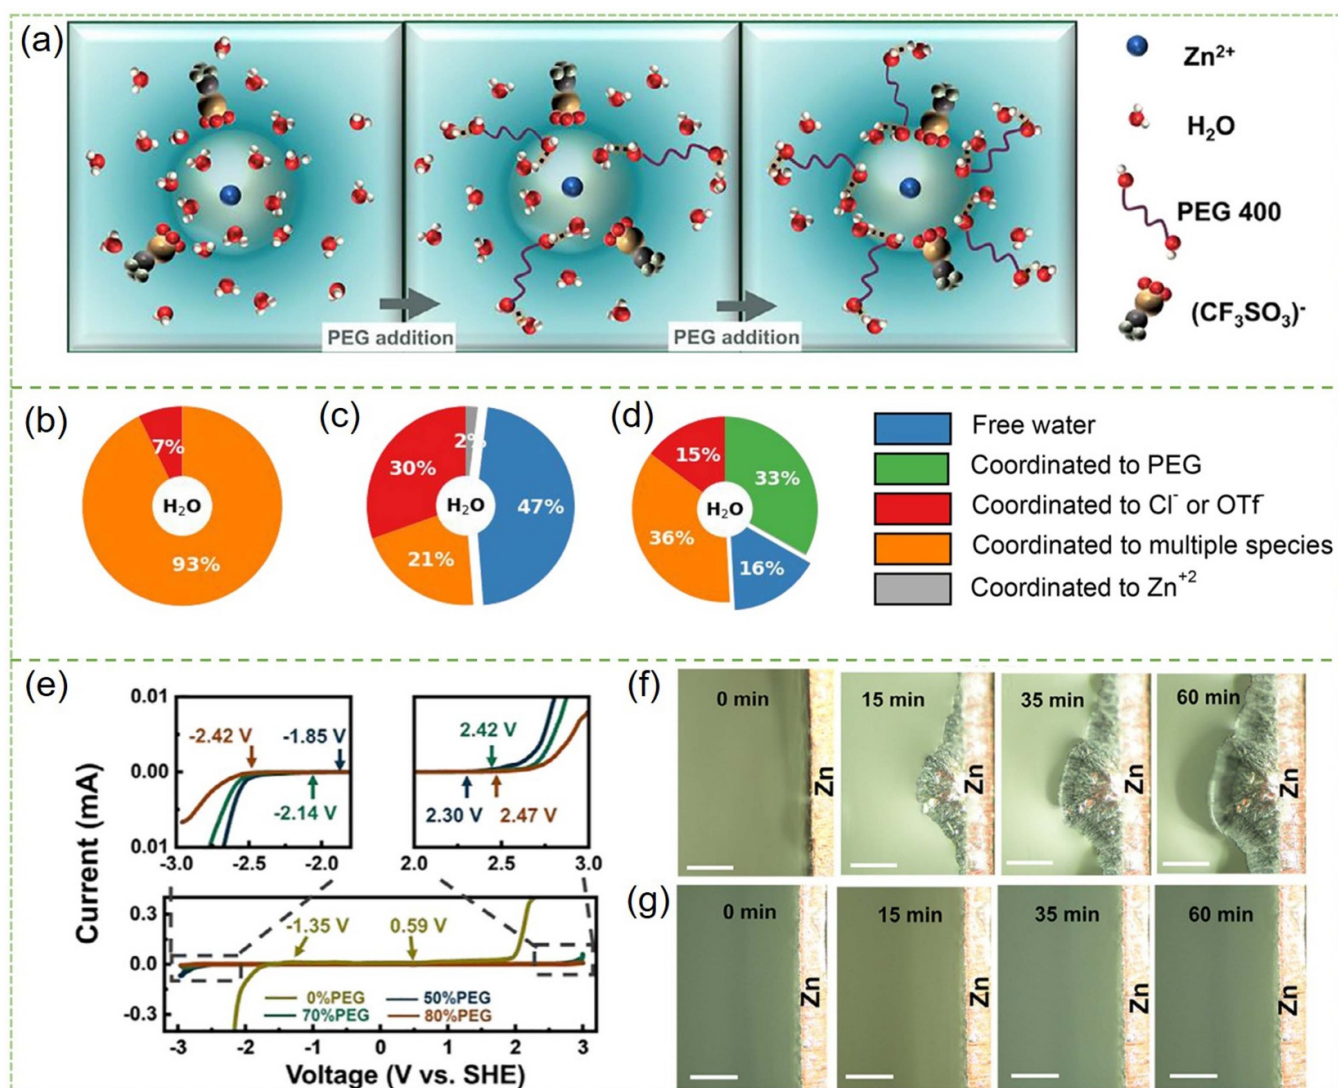 (a)
PEG addition
PEG addition
Zn2+
H2O
PEG 400
(CF3SO3)-
(b)
7%
H2O
93%
(c)
2%
30%
H2O
47%
21%
(d)
15%
33%
H2O
36%
16%
Free water
Coordinated to PEG
Coordinated to Cl- or OTf-
Coordinated to multiple species
Coordinated to Zn+2
(e)
Current (mA)
0.01
0.00
0.01
-2.42 V
-1.85 V
-2.14 V
-3.0 -2.5 -2.0
2.42 V
2.30 V
2.47 V
2.0 2.5 3.0
0.3
0.0
-0.3
-1.35 V
0.59 V
0%PEG
50%PEG
70%PEG
80%PEG
-3 -2 -1 0 1 2 3
Voltage (V vs. SHE)
(f)
0 min
Zn
15 min
Zn
35 min
Zn
60 min
Zn
(g)
0 min
Zn
15 min
Zn
35 min
Zn
60 min
Zn